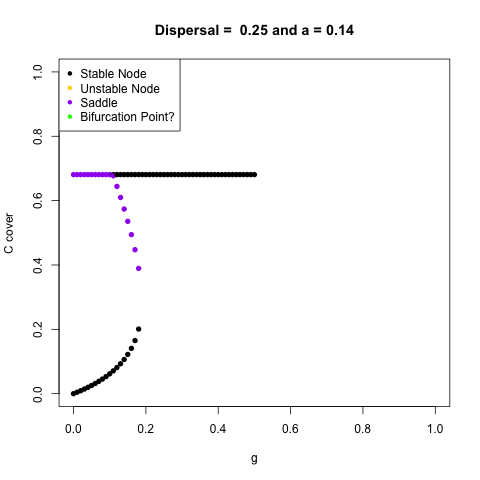 Dispersal =  0.25 and a = 0.14
Stable Node
Unstable Node
Saddle
Bifurcation Point?
C cover
1.0
0.8
0.6
0.4
0.2
0.0
0.0 0.2 0.4 0.6 0.8 1.0
g